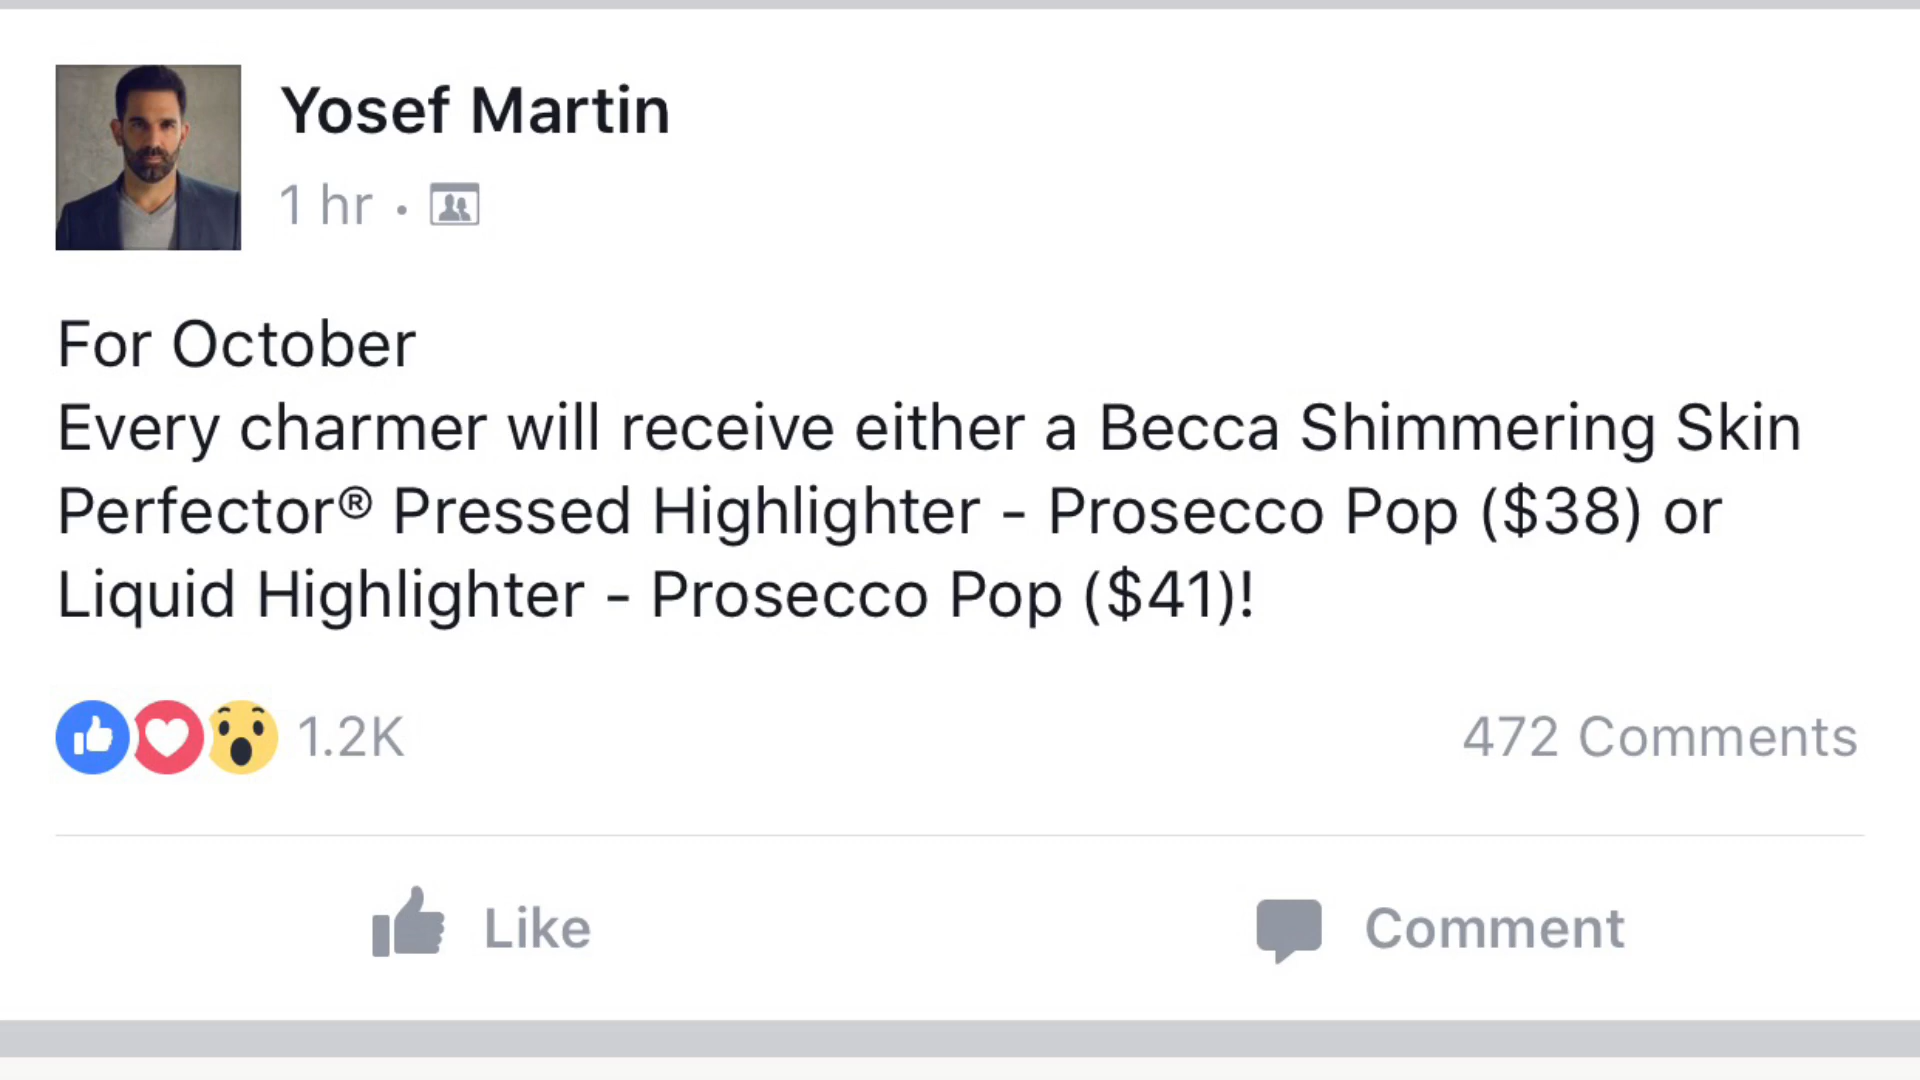 Yosef Martin
1 hr ·
For October
Every charmer will receive either a Becca Shimmering Skin
Perfector® Pressed Highlighter - Prosecco Pop ($38) or
Liquid Highlighter - Prosecco Pop ($41)!
1.2K
472 Comments
Like
Comment